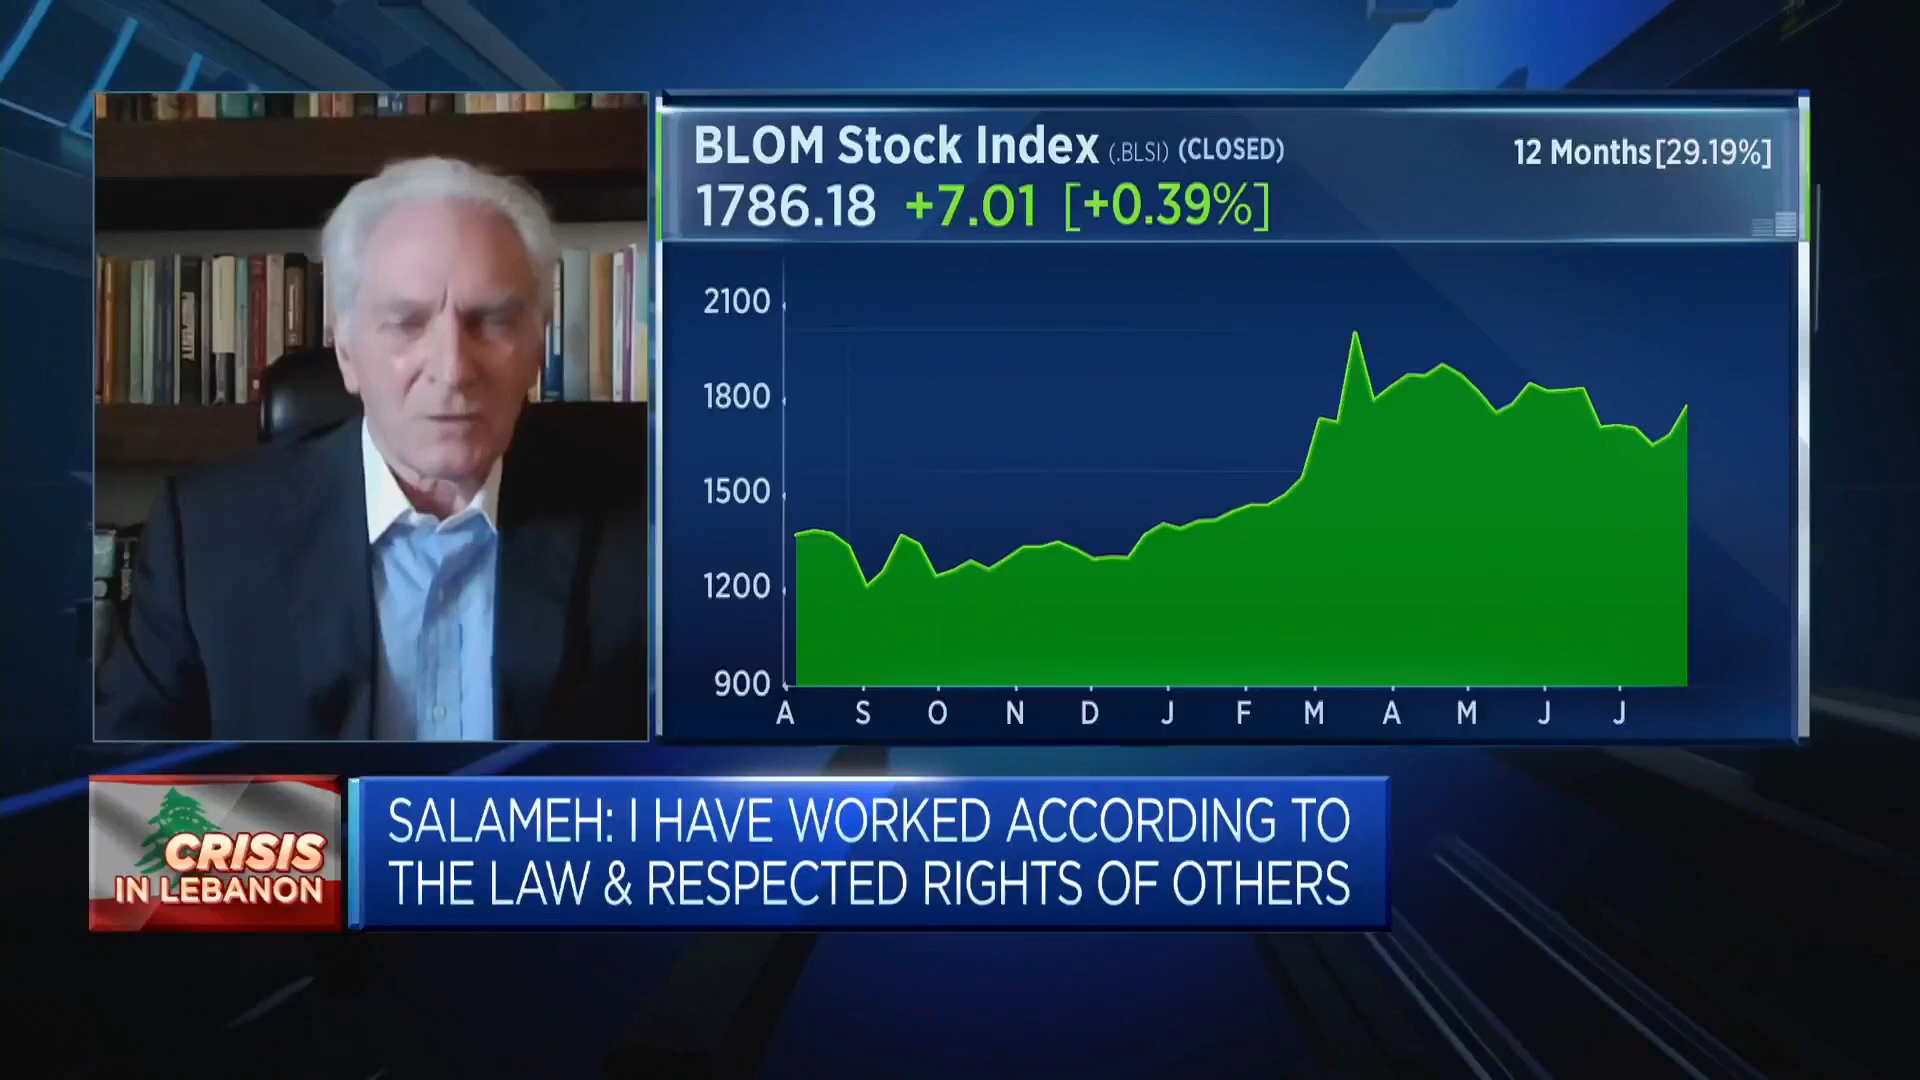 BLOM Stock Index (.BLSI) (CLOSED)
12 Months [29.19%]
1786.18 +7.01 [+0.39%]
2100
1800
1500
1200
900
A S O N D J F M A M J J
CRISIS
IN LEBANON
SALAMEH: I HAVE WORKED ACCORDING TO
THE LAW & RESPECTED RIGHTS OF OTHERS